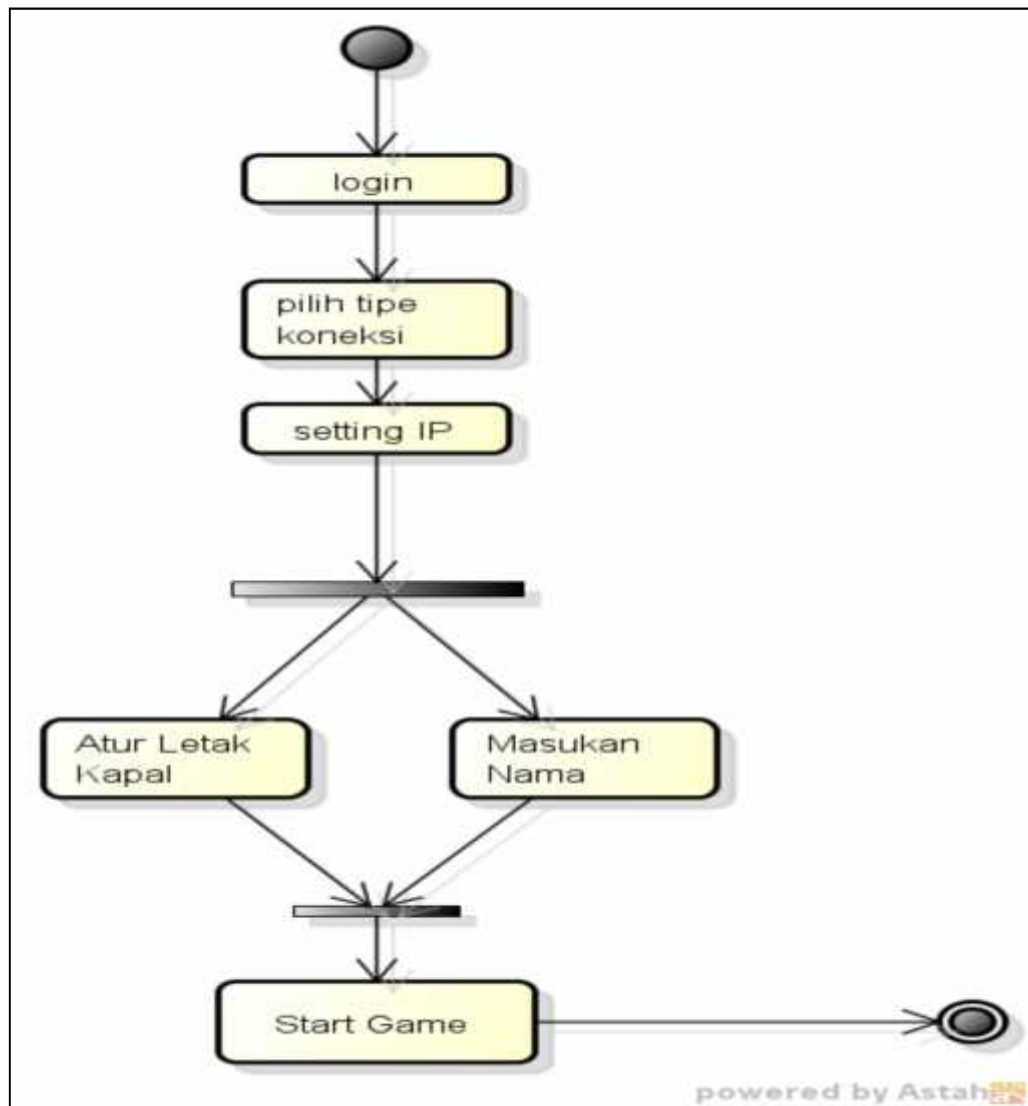 login
pilih tipe
koneksi
setting IP
Atur Letak
Kapal
Masukan
Nama
Start Game
powered by Astah